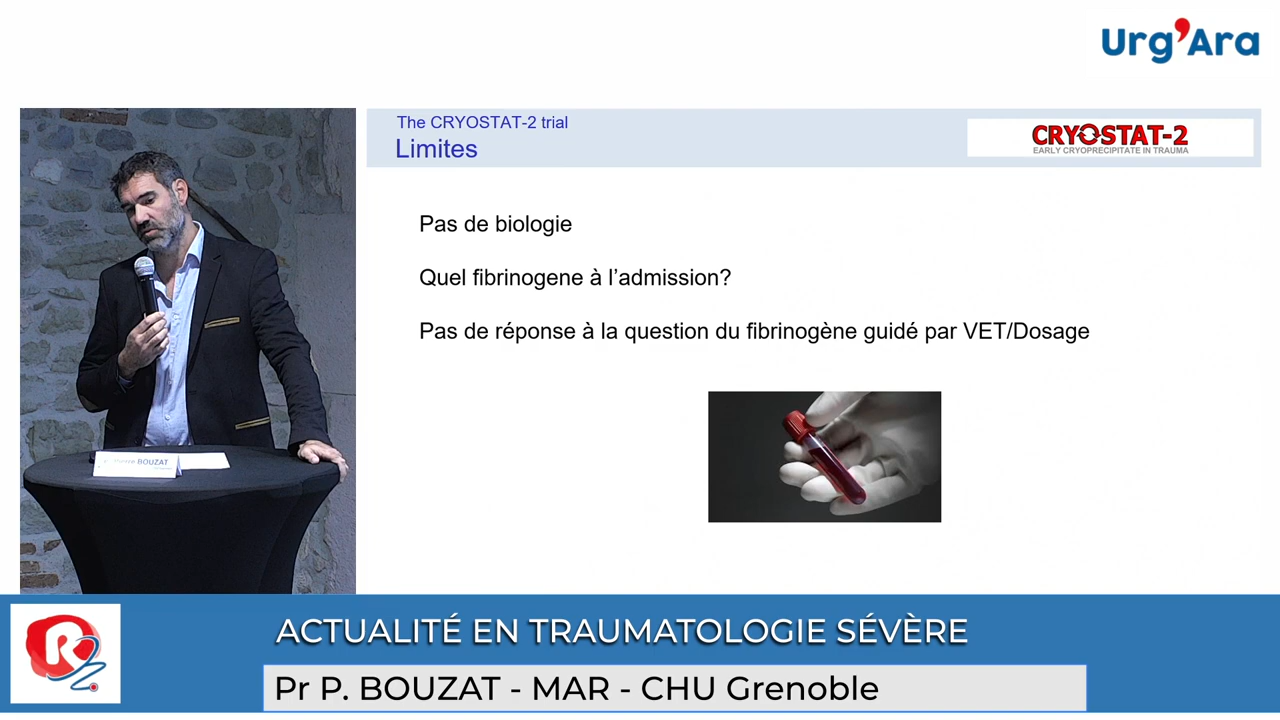 Urg'Ara
The CRYOSTAT-2 trial
Limites
CRYOSTAT-2
EARLY CRYOPRECIPITATE IN TRAUMA
Pas de biologie
Quel fibrinogene à l’admission?
Pas de réponse à la question du fibrinogène guidé par VET/Dosage
BOUZAT
R
ACTUALITÉ EN TRAUMATOLOGIE SÉVÈRE
Pr P. BOUZAT - MAR - CHU Grenoble